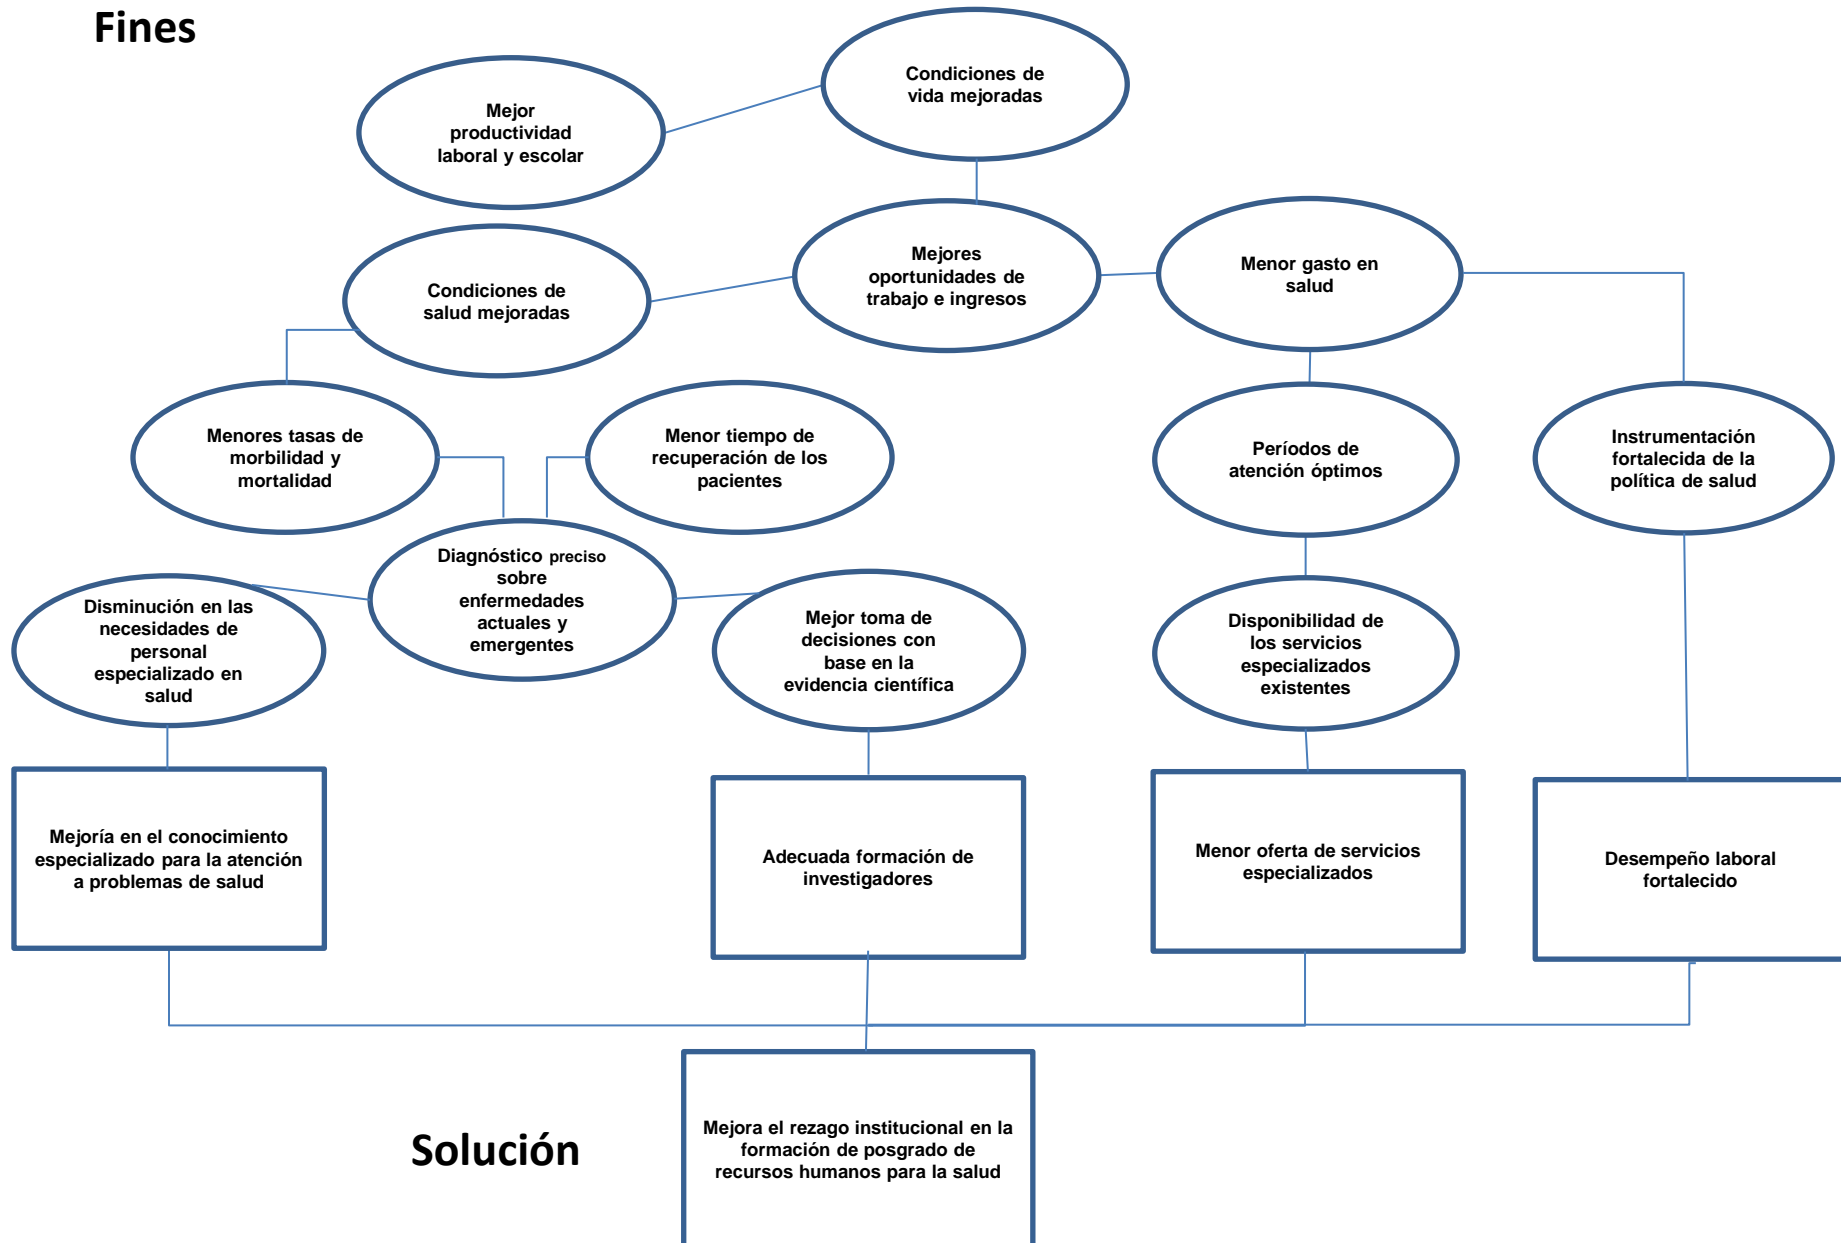 Fines
Condiciones de
vida mejoradas
Mejor
productividad
laboral y escolar
Mejores
oportunidades de
trabajo e ingresos
Menor gasto en
salud
Condiciones de
salud mejoradas
Menores tasas de
morbilidad y
mortalidad
Menor tiempo de
recuperación de los
pacientes
Períodos de
atención óptimos
Instrumentación
fortalecida de la
política de salud
Diagnóstico preciso
sobre
enfermedades
actuales y
emergentes
Disminución en las
necesidades de
personal
especializado en
salud
Mejor toma de
decisiones con
base en la
evidencia científica
Disponibilidad de
los servicios
especializados
existentes
Mejoría en el conocimiento
especializado para la atención
a problemas de salud
Adecuada formación de
investigadores
Menor oferta de servicios
especializados
Desempeño laboral
fortalecido
Solución
Mejora el rezago institucional en la
formación de posgrado de
recursos humanos para la salud